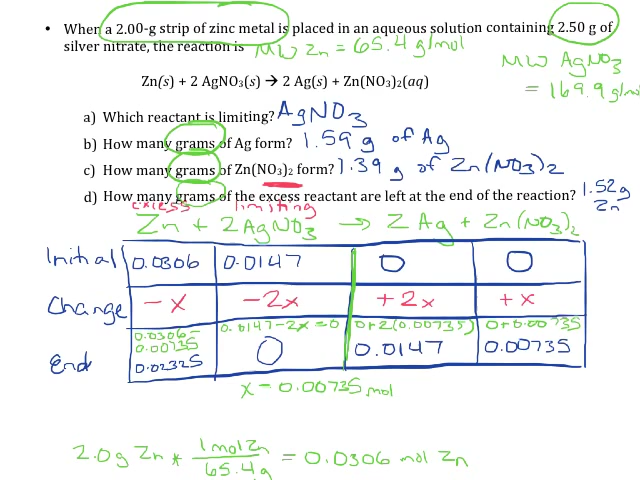 • When a 2.00-g strip of zinc metal is placed in an aqueous solution containing 2.50 g of
silver nitrate, the reaction is MW Zn = 65.4 g/mol
MW AgNO3
= 169.9 g/mo
Zn(s) + 2 AgNO3(s) → 2 Ag(s) + Zn(NO3)2(aq)
a) Which reactant is limiting? AgNO3
b) How many grams of Ag form? 1.59 g of Ag
c) How many grams of Zn(NO3)2 form? 1.39 g of Zn(NO3)2
d) How many grams of the excess reactant are left at the end of the reaction? 1.52g Zn
excess limiting
Zn + 2AgNO3 → 2 Ag + Zn(NO3)2
Initial 0.0306 0.0147 0 0
Change -x -2x +2x +x
0.0306- 0.0147-2x=0 0+2(0.00735) 0+0.00735
0.00735
End 0.02325 0 0.0147 0.00735
x = 0.00735 mol
2.0g Zn * 1 mol Zn / 65.4 g = 0.0306 mol Zn